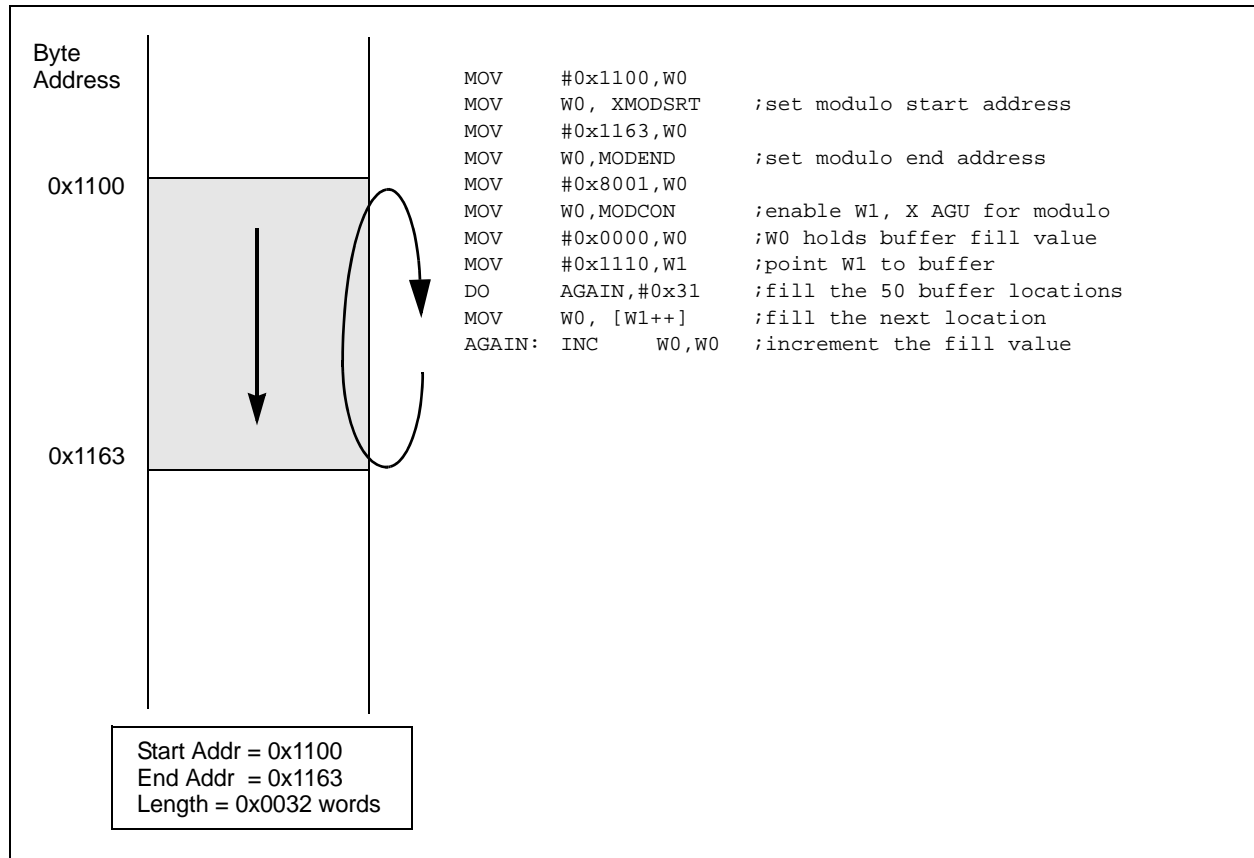 Byte
Address
MOV #0x1100,W0
MOV W0, XMODSRT ;set modulo start address
MOV #0x1163,W0
MOV W0,MODEND ;set modulo end address
MOV #0x8001,W0
MOV W0,MODCON ;enable W1, X AGU for modulo
MOV #0x0000,W0 ;W0 holds buffer fill value
MOV #0x1110,W1 ;point W1 to buffer
DO AGAIN,#0x31 ;fill the 50 buffer locations
MOV W0, [W1++] ;fill the next location
AGAIN: INC W0,W0 ;increment the fill value
0x1100
0x1163
Start Addr = 0x1100
End Addr = 0x1163
Length = 0x0032 words